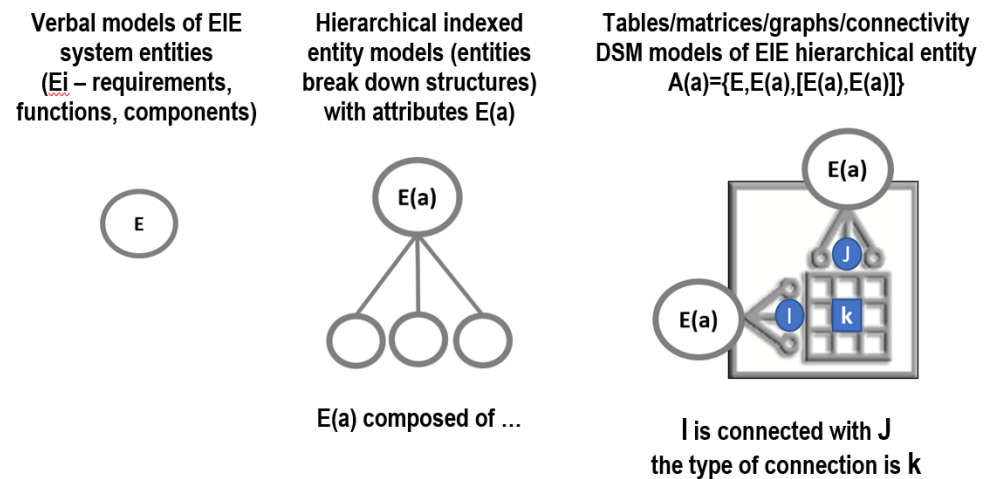 Verbal models of EIE
system entities
(Ei – requirements,
functions, components)
E
Hierarchical indexed
entity models (entities
break down structures)
with attributes E(a)
E(a)
E(a) composed of ...
Tables/matrices/graphs/connectivity
DSM models of EIE hierarchical entity
A(a)={E,E(a),[E(a),E(a)]}
E(a)
J
E(a)
I
k
I is connected with J
the type of connection is k